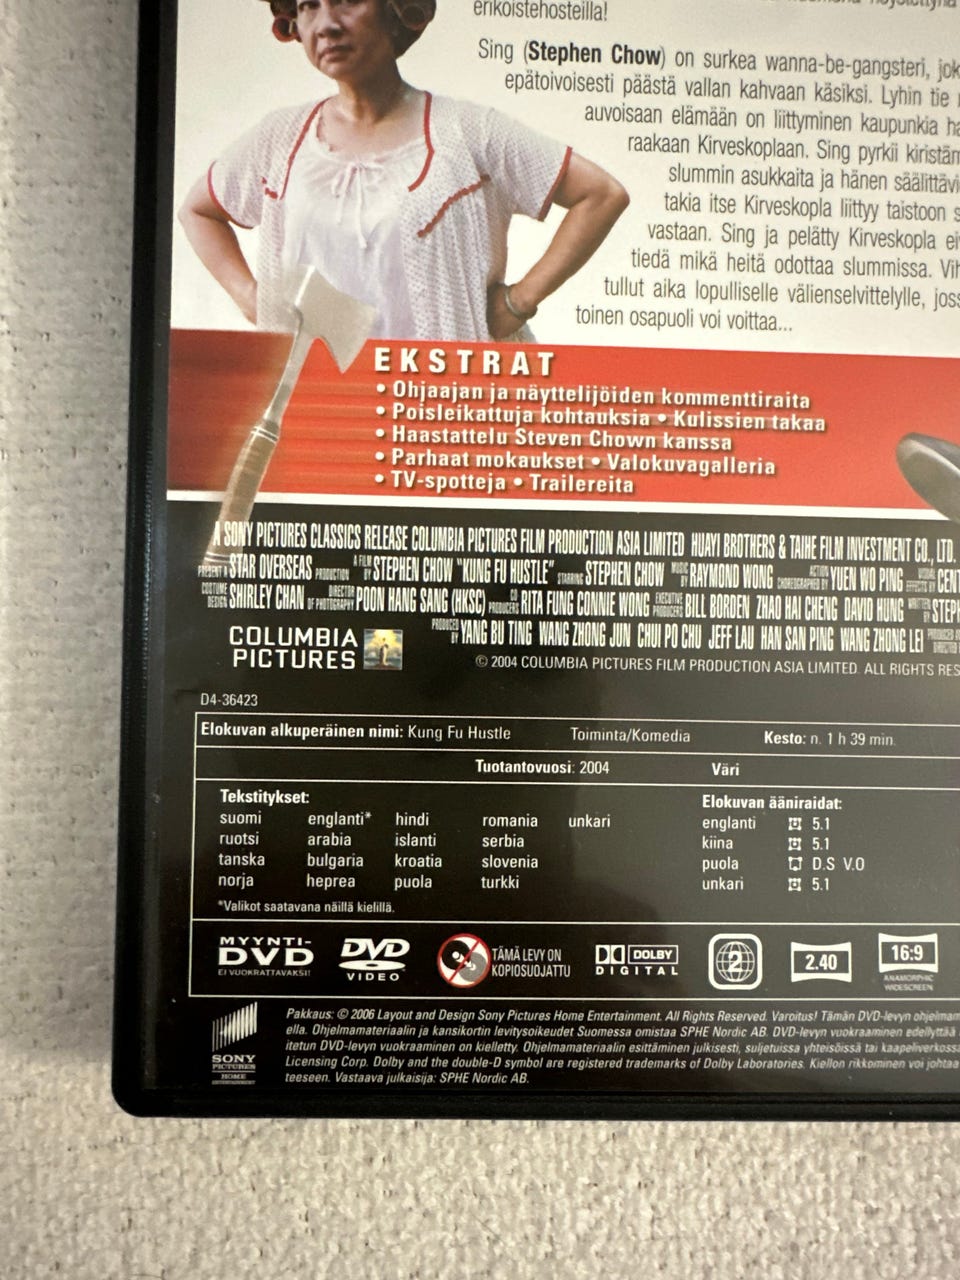 erikoistehosteilla!
Sing (Stephen Chow) on surkea wanna-be-gangsteri, jok
epätoivoisesti päästä vallan kahvaan käsiksi. Lyhin tie
auvoisaan elämään on liittyminen kaupunkia ha
raakaan Kirveskoplaan. Sing pyrkii kiristäm
slummin asukkaita ja hänen säälittävi
takia itse Kirveskopla liittyy taistoon s
vastaan. Sing ja pelätty Kirveskopla ei
tiedä mikä heitä odottaa slummissa. Vih
tullut aika lopulliselle välienselvittelylle, joss
toinen osapuoli voi voittaa...
EKSTRAT
• Ohjaajan ja näyttelijöiden kommenttiraita
• Poisleikattuja kohtauksia • Kulissien takaa
• Haastattelu Steven Chown kanssa
• Parhaat mokaukset • Valokuvagalleria
• TV-spotteja • Trailereita
A SONY PICTURES CLASSICS RELEASE COLUMBIA PICTURES FILM PRODUCTION ASIA LIMITED HUAYI BROTHERS & TAIHE FILM INVESTMENT CO., LTD.
PRESENT A STAR OVERSEAS PRODUCTION A FILM BY STEPHEN CHOW "KUNG FU HUSTLE" STARRING STEPHEN CHOW MUSIC BY RAYMOND WONG ACTION CHOREOGRAPHED BY YUEN WO PING VISUAL EFFECTS BY CENT
COSTUME DESIGN SHIRLEY CHAN DIRECTOR OF PHOTOGRAPHY POON HANG SANG (HKSC) CO PRODUCERS RITA FUNG CONNIE WONG EXECUTIVE PRODUCERS BILL BORDEN ZHAO HAI CHENG DAVID HUNG WRITTEN BY STEPH
PRODUCED BY YANG BU TING WANG ZHONG JUN CHUI PO CHU JEFF LAU HAN SAN PING WANG ZHONG LEI
COLUMBIA
PICTURES
© 2004 COLUMBIA PICTURES FILM PRODUCTION ASIA LIMITED. ALL RIGHTS RES
D4-36423
Elokuvan alkuperäinen nimi: Kung Fu Hustle Toiminta/Komedia Kesto: n. 1 h 39 min.
Tuotantovuosi: 2004 Väri
Tekstitykset: Elokuvan ääniraidat:
suomi englanti* hindi romania unkari englanti 5.1
ruotsi arabia islanti serbia kiina 5.1
tanska bulgaria kroatia slovenia puola D.S V.O
norja heprea puola turkki unkari 5.1
*Valikot saatavana näillä kielillä.
MYYNTI-
DVD
EI VUOKRATTAVAKSI!
DVD
VIDEO
TÄMÄ LEVY ON
KOPIOSUOJATTU
DOLBY
DIGITAL
2
2.40
16:9
ANAMORPHIC
WIDESCREEN
SONY
PICTURES
HOME
ENTERTAINMENT
Pakkaus: © 2006 Layout and Design Sony Pictures Home Entertainment. All Rights Reserved. Varoitus! Tämän DVD-levyn ohjelmam
ella. Ohjelmamateriaalin ja kansikortin levitysoikeudet Suomessa omistaa SPHE Nordic AB. DVD-levyn vuokraaminen edellyttää
itetun DVD-levyn vuokraaminen on kielletty. Ohjelmamateriaalin esittäminen julkisesti, suljetuissa yhteisöissä tai kaapeliverkossa
Licensing Corp. Dolby and the double-D symbol are registered trademarks of Dolby Laboratories. Kiellon rikkominen voi johtaa
teeseen. Vastaava julkaisija: SPHE Nordic AB.